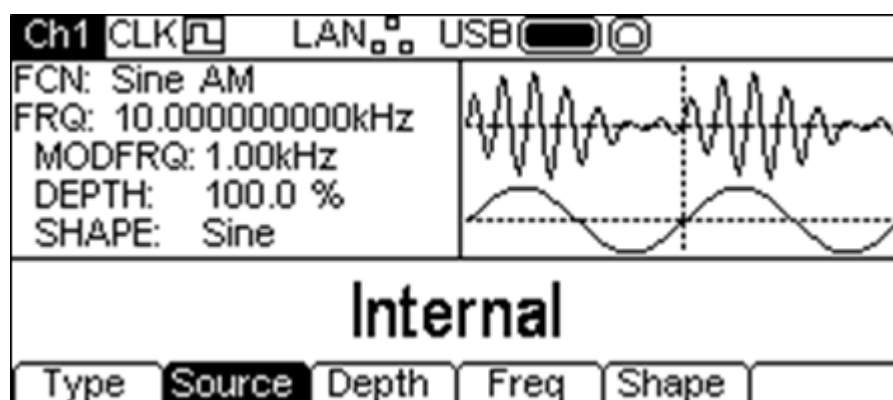 Ch1 CLK LAN USB
FCN: Sine AM
FRQ: 10.000000000kHz
MODFRQ: 1.00kHz
DEPTH: 100.0 %
SHAPE: Sine
Internal
Type Source Depth Freq Shape